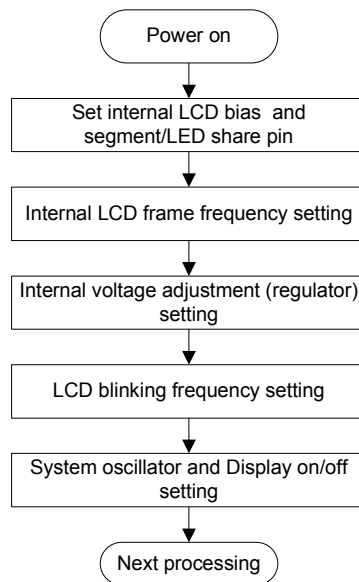 Power on
Set internal LCD bias and
segment/LED share pin
Internal LCD frame frequency setting
Internal voltage adjustment (regulator)
setting
LCD blinking frequency setting
System oscillator and Display on/off
setting
Next processing